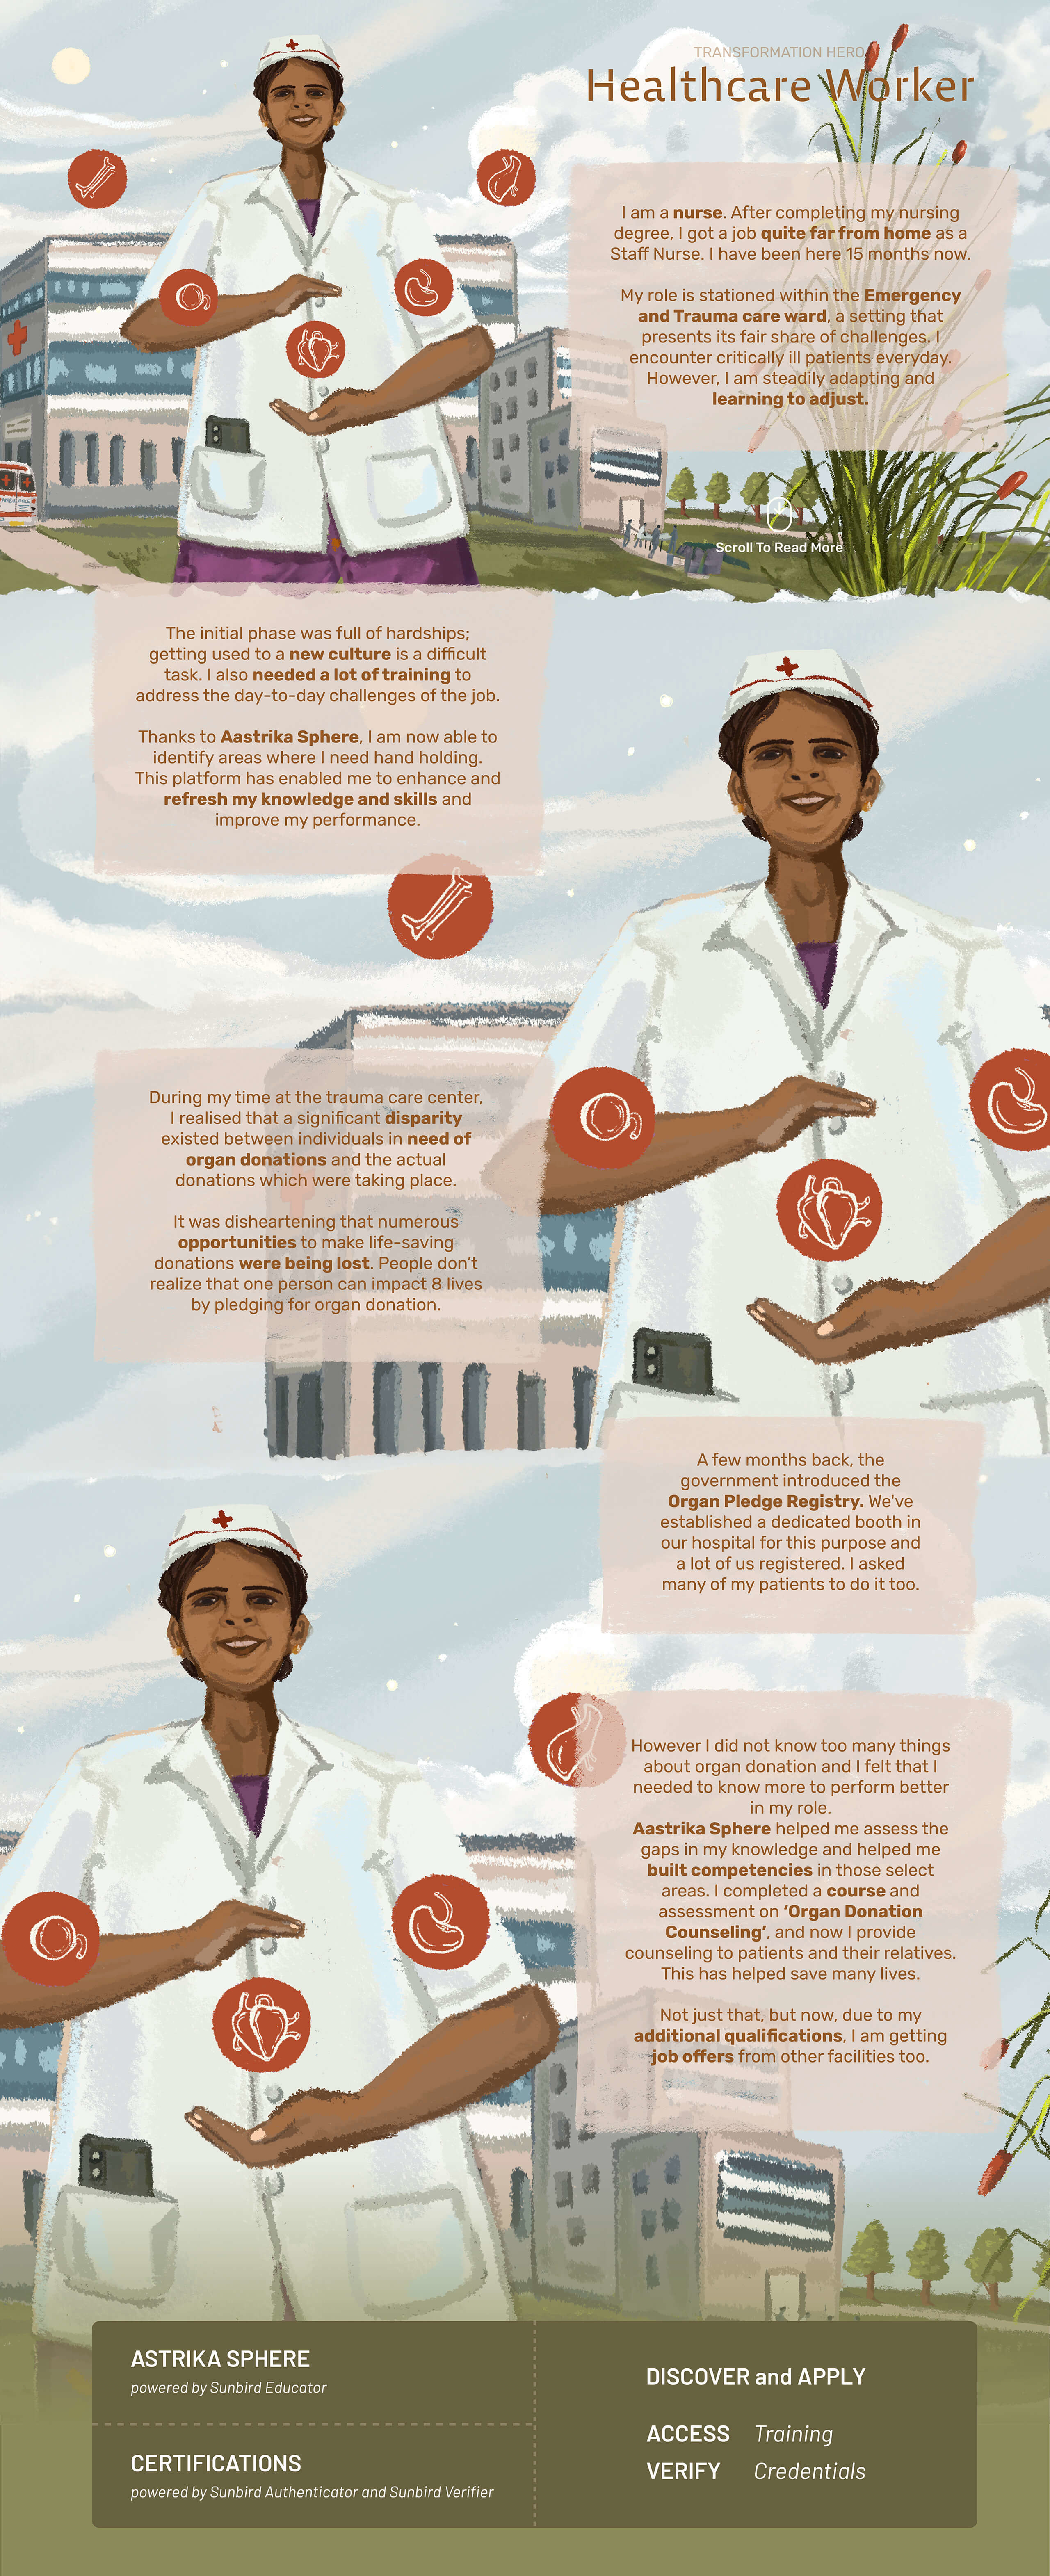 TRANSFORMATION HERO
Healthcare Worker
I am a nurse. After completing my nursing
degree, I got a job quite far from home as a
Staff Nurse. I have been here 15 months now.
My role is stationed within the Emergency
and Trauma care ward, a setting that
presents its fair share of challenges. I
encounter critically ill patients everyday.
However, I am steadily adapting and
learning to adjust.
Scroll To Read More
The initial phase was full of hardships;
getting used to a new culture is a difficult
task. I also needed a lot of training to
address the day-to-day challenges of the job.
Thanks to Aastrika Sphere, I am now able to
identify areas where I need hand holding.
This platform has enabled me to enhance and
refresh my knowledge and skills and
improve my performance.
During my time at the trauma care center,
I realised that a significant disparity
existed between individuals in need of
organ donations and the actual
donations which were taking place.
It was disheartening that numerous
opportunities to make life-saving
donations were being lost. People don't
realize that one person can impact 8 lives
by pledging for organ donation.
A few months back, the
government introduced the
Organ Pledge Registry. We've
established a dedicated booth in
our hospital for this purpose and
a lot of us registered. I asked
many of my patients to do it too.
However I did not know too many things
about organ donation and I felt that I
needed to know more to perform better
in my role.
Aastrika Sphere helped me assess the
gaps in my knowledge and helped me
built competencies in those select
areas. I completed a course and
assessment on ‘Organ Donation
Counseling’, and now I provide
counseling to patients and their relatives.
This has helped save many lives.
Not just that, but now, due to my
additional qualifications, I am getting
job offers from other facilities too.
ASTRIKA SPHERE
powered by Sunbird Educator
CERTIFICATIONS
powered by Sunbird Authenticator and Sunbird Verifier
DISCOVER and APPLY
ACCESS Training
VERIFY Credentials